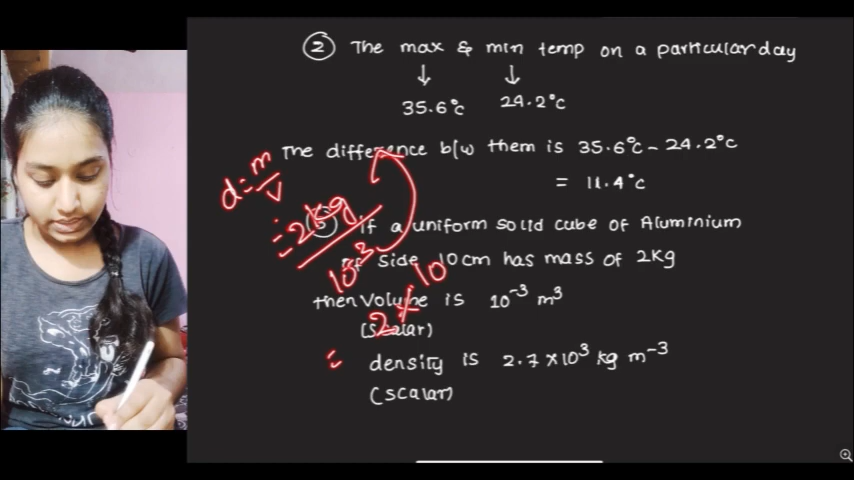 ② The max & min temp on a particular day
↓ ↓
35.6°C 24.2°C
The difference b/w them is 35.6°C - 24.2°C
= 11.4°C
d = m/V
= 2kg/10^-3
③ if a uniform solid cube of Aluminium
of side 10cm has mass of 2Kg
then Volume is 10⁻³ m³
(Scalar)
2 × 10
=
density is 2.7 × 10³ kg m⁻³
(scalar)